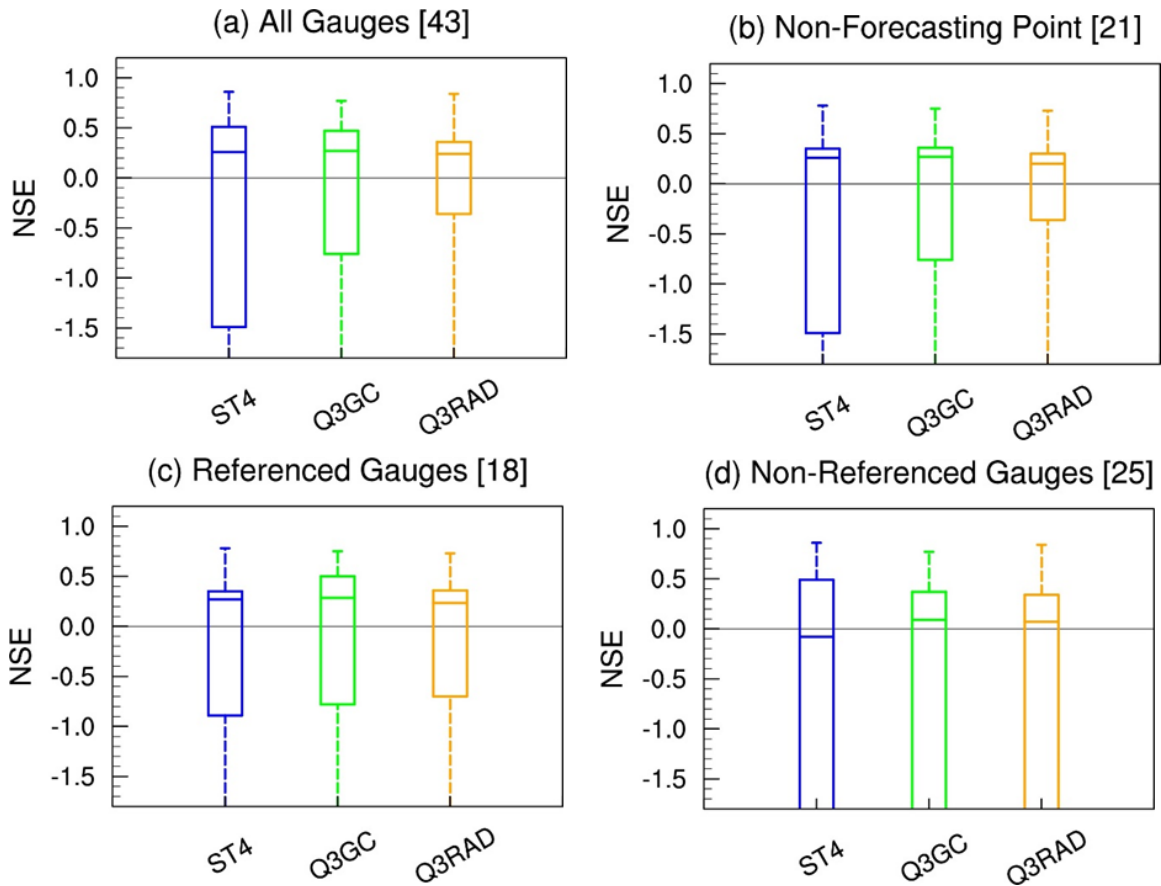 (a) All Gauges [43]
NSE
1.0
0.5
0.0
-0.5
-1.0
-1.5
ST4
Q3GC
Q3RAD
(b) Non-Forecasting Point [21]
NSE
1.0
0.5
0.0
-0.5
-1.0
-1.5
ST4
Q3GC
Q3RAD
(c) Referenced Gauges [18]
NSE
1.0
0.5
0.0
-0.5
-1.0
-1.5
ST4
Q3GC
Q3RAD
(d) Non-Referenced Gauges [25]
NSE
1.0
0.5
0.0
-0.5
-1.0
-1.5
ST4
Q3GC
Q3RAD